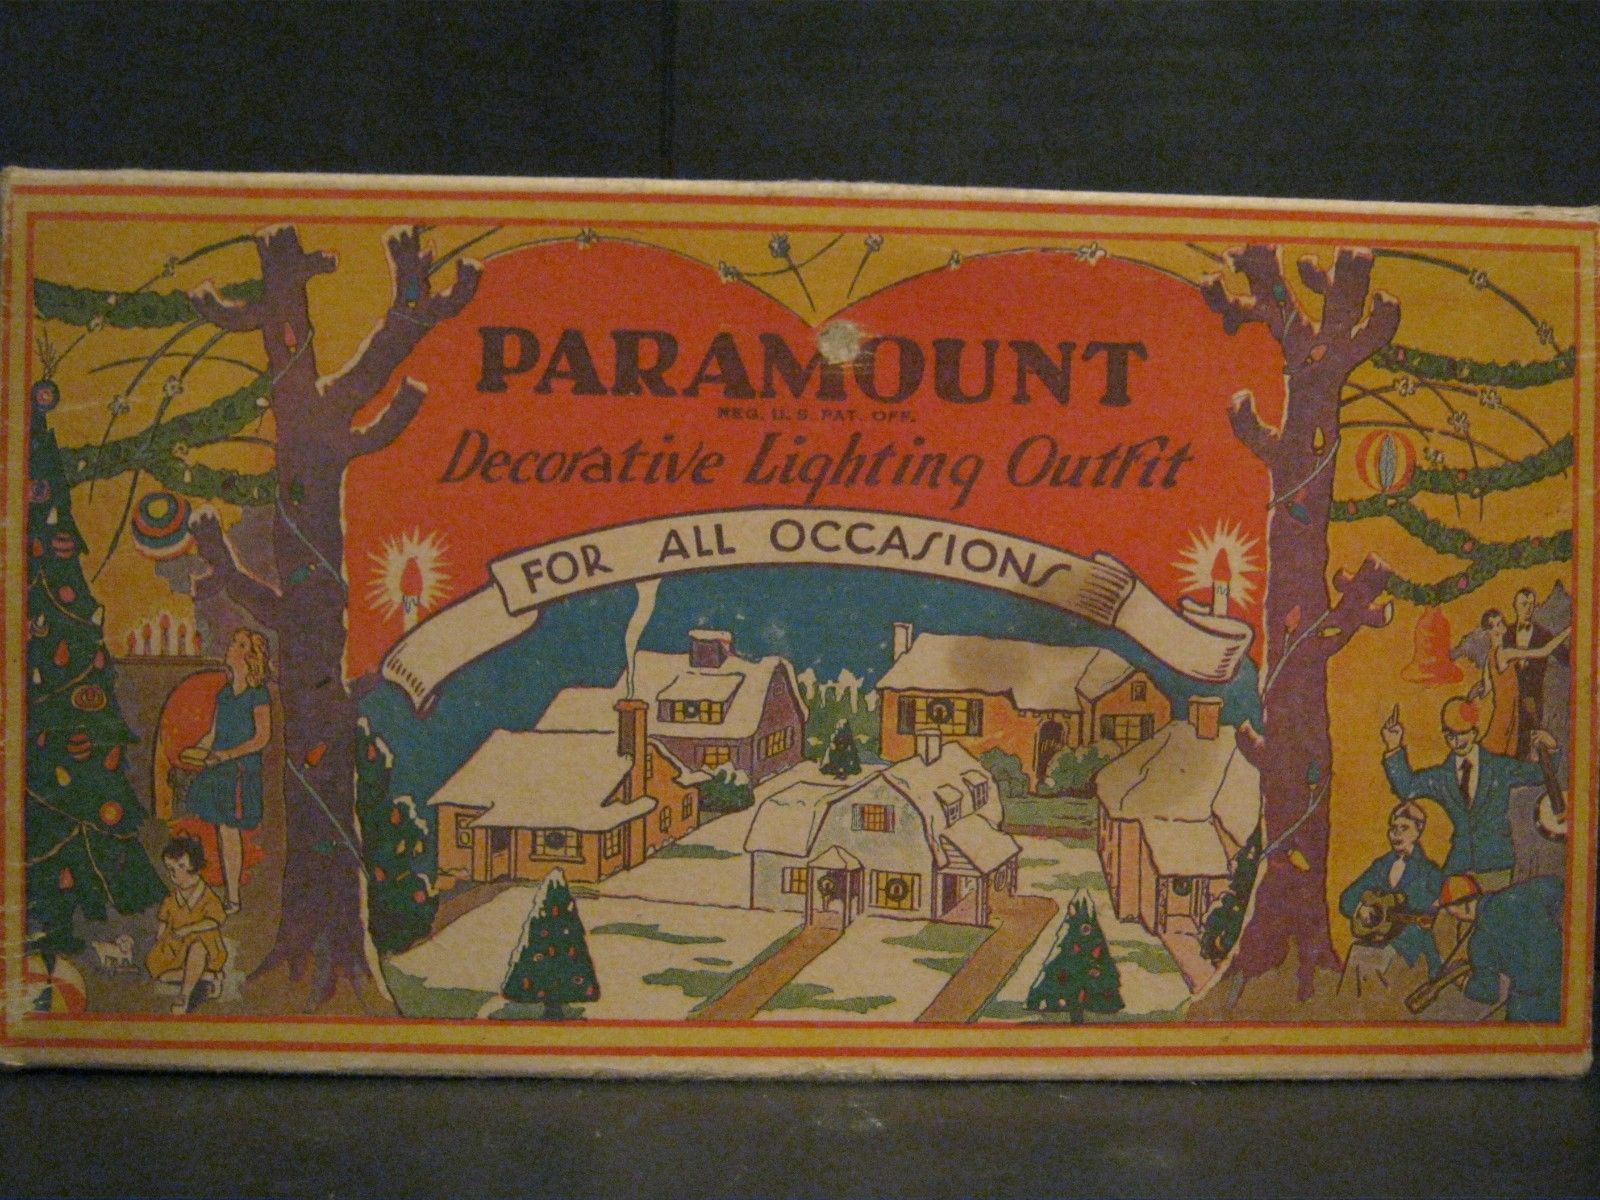 PARAMOUNT
REG. U. S. PAT. OFF.
Decorative Lighting Outfit
FOR ALL OCCASIONS